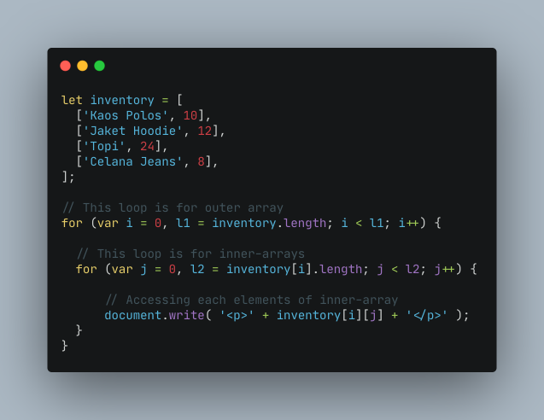 let inventory = [
  ['Kaos Polos', 10],
  ['Jaket Hoodie', 12],
  ['Topi', 24],
  ['Celana Jeans', 8],
];
// This loop is for outer array
for (var i = 0, l1 = inventory.length; i < l1; i++) {
  // This loop is for inner-arrays
  for (var j = 0, l2 = inventory[i].length; j < l2; j++) {
      // Accessing each elements of inner-array
      document.write( '<p>' + inventory[i][j] + '</p>' );
  }
}